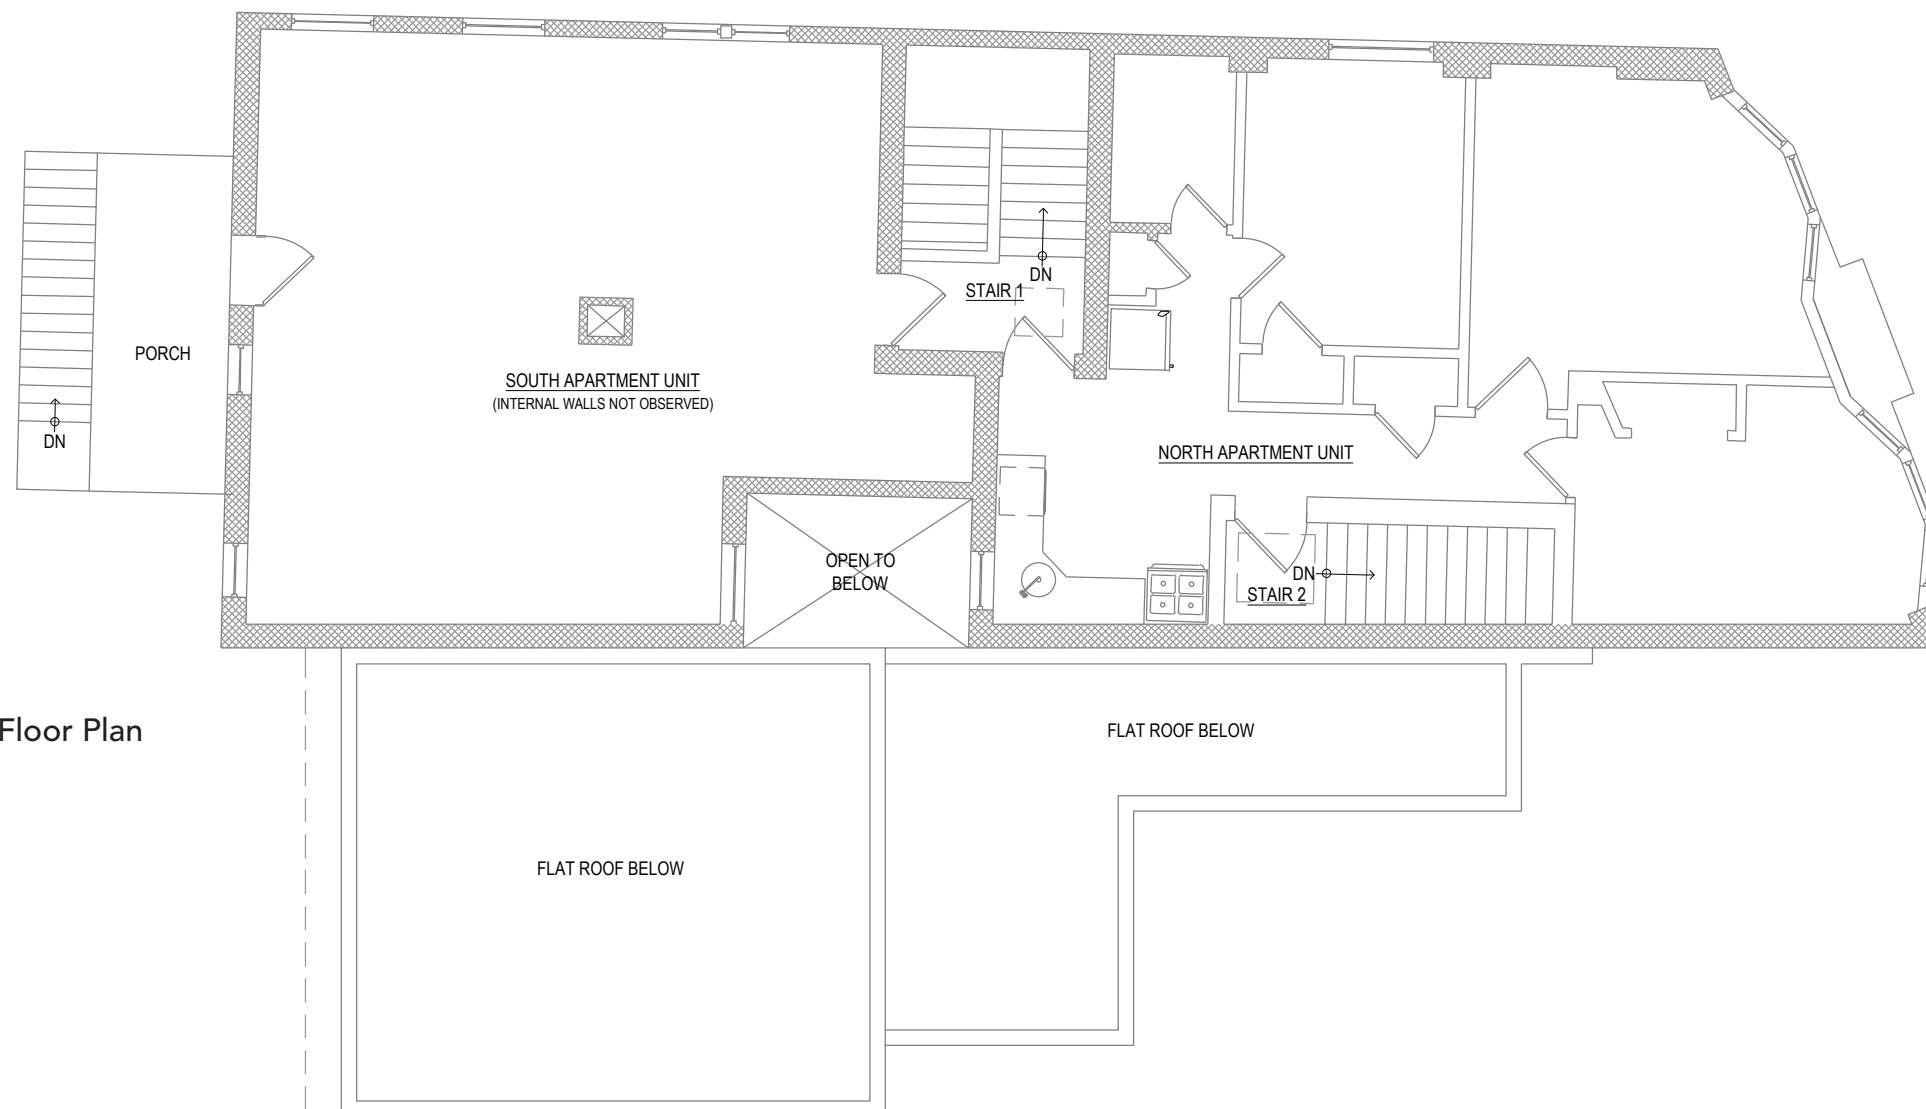 DN
STAIR 1
PORCH
SOUTH APARTMENT UNIT
(INTERNAL WALLS NOT OBSERVED)
DN
NORTH APARTMENT UNIT
OPEN TO
BELOW
DN
STAIR 2
Floor Plan
FLAT ROOF BELOW
FLAT ROOF BELOW